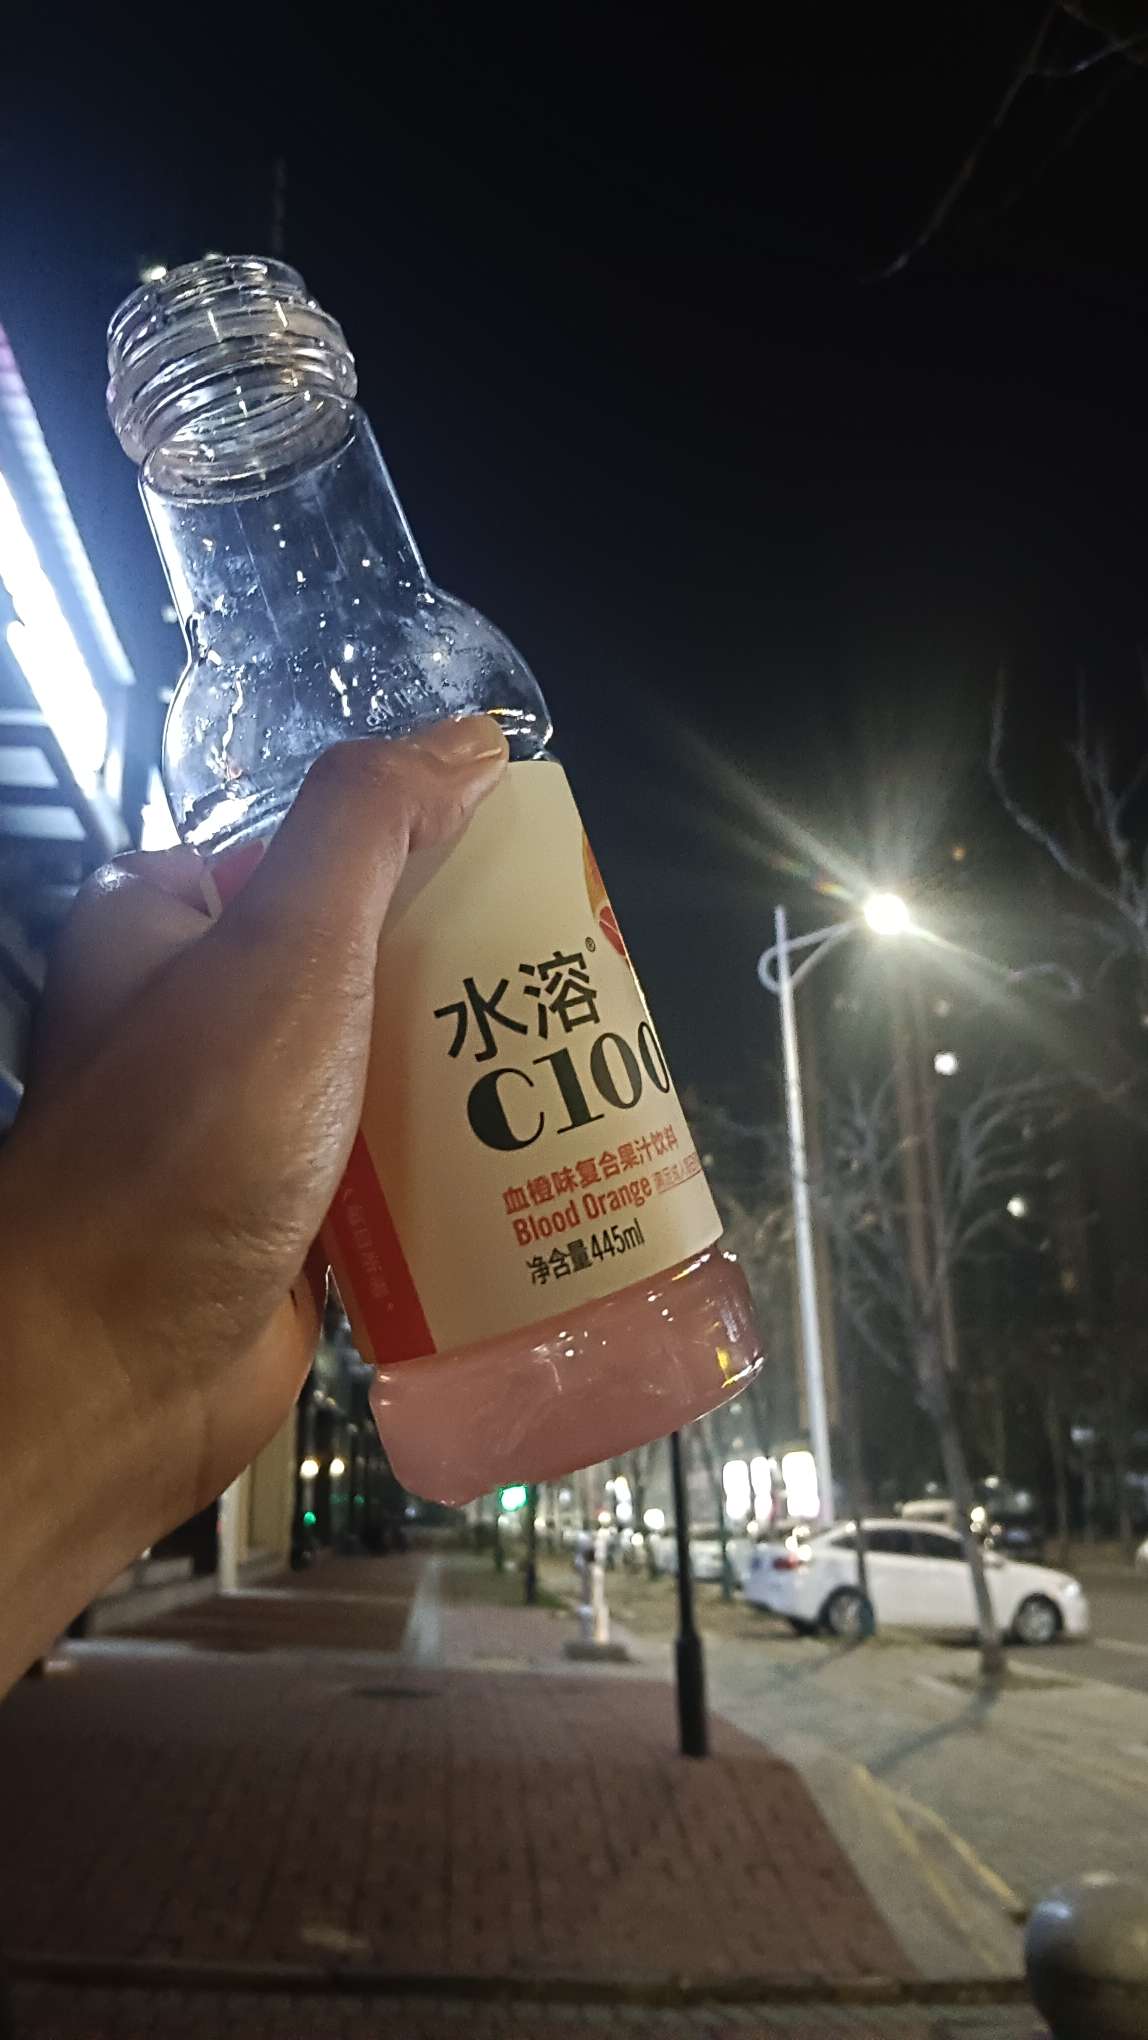 水溶®
C100
血橙味复合果汁饮料
Blood Orange
净含量445ml